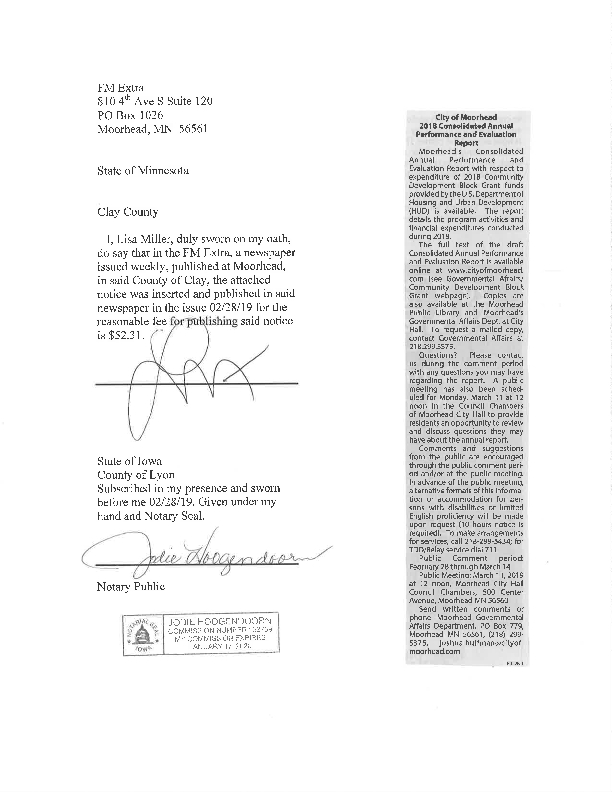 FM Extra
810 4th Ave S Suite 120
PO Box 1026
Moorhead, MN 56561
State of Minnesota
Clay County
I, Lisa Miller, duly sworn on my oath,
do say that in the FM Extra, a newspaper
issued weekly, published at Moorhead,
in said County of Clay, the attached
notice was inserted and published in said
newspaper in the issue 02/28/19 for the
reasonable fee for publishing said notice
is $52.31.
State of Iowa
County of Lyon
Subscribed in my presence and sworn
before me 02/28/19. Given under my
hand and Notary Seal.
Jodie Hoogendoorn
Notary Public
NOTARIAL SEAL
IOWA
JODIE HOOGENDOORN
COMMISSION NUMBER
MY COMMISSION EXPIRES
JANUARY 17,
City of Moorhead
2018 Consolidated Annual
Performance and Evaluation
Report
Moorhead's Consolidated
Annual Performance and
Evaluation Report with respect to
expenditure of 2018 Community
Development Block Grant funds
provided by the U.S. Department of
Housing and Urban Development
(HUD) is available. The report
details the program activities and
financial expenditures conducted
during 2018.
The full text of the draft
Consolidated Annual Performance
and Evaluation Report is available
online at www.cityofmoorhead.
com (see Governmental Affairs/
Community Development Block
Grant webpage). Copies are
also available at the Moorhead
Public Library and Moorhead's
Governmental Affairs Dept. at City
Hall. To request a mailed copy,
contact Governmental Affairs at
218.299.5375.
Questions? Please contact
us during the comment period
with any questions you may have
regarding the report. A public
meeting has also been sched-
uled for Monday, March 11 at 12
noon in the Council Chambers
of Moorhead City Hall to provide
residents an opportunity to review
and discuss questions they may
have about the annual report.
Comments and suggestions
from the public are encouraged
through the public comment peri-
od and/or at the public meeting.
In advance of the public meeting,
alternative formats of this informa-
tion or accommodation for per-
sons with disabilities or limited
English proficiency will be made
upon request (10 hours notice is
required). To make arrangements
for services, call 218-299-5434; for
TDD/Relay service dial 711.
Public Comment period:
February 28 through March 14
Public Meeting: March 11, 2019
at 12 noon, Moorhead City Hall
Council Chambers, 500 Center
Avenue, Moorhead MN 56560
Send written comments or
phone Moorhead Governmental
Affairs Department, PO Box 779,
Moorhead MN 56561, (218) 299-
5375, joshua.huffman@cityof
moorhead.com